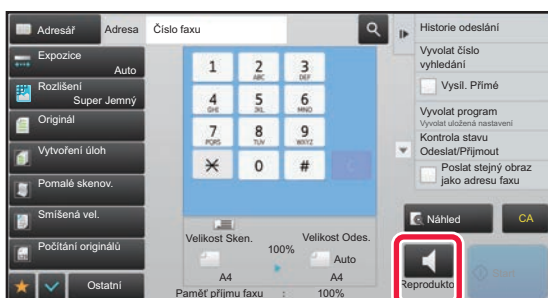 Adresář
Adresa
Číslo faxu
Expozice
Auto
Rozlišení
Super Jemný
Originál
Vytvoření úloh
Pomalé skenov.
Smíšená vel.
Počítání originálů
Ostatní
1
2
ABC
3
DEF
4
GHI
5
JKL
6
MNO
7
PQRS
8
TUV
9
WXYZ
0
#
C
Velikost Sken.
100%
Velikost Odes.
Auto
A4
A4
Paměť příjmu faxu : 100%
Historie odeslání
Vyvolat číslo
vyhledání
Vysíl. Přímé
Vyvolat program
Vyvolat uložená nastavení
Kontrola stavu
Odeslat/Přijmout
Poslat stejný obraz
jako adresu faxu
Náhled
CA
Reprodukto
Start